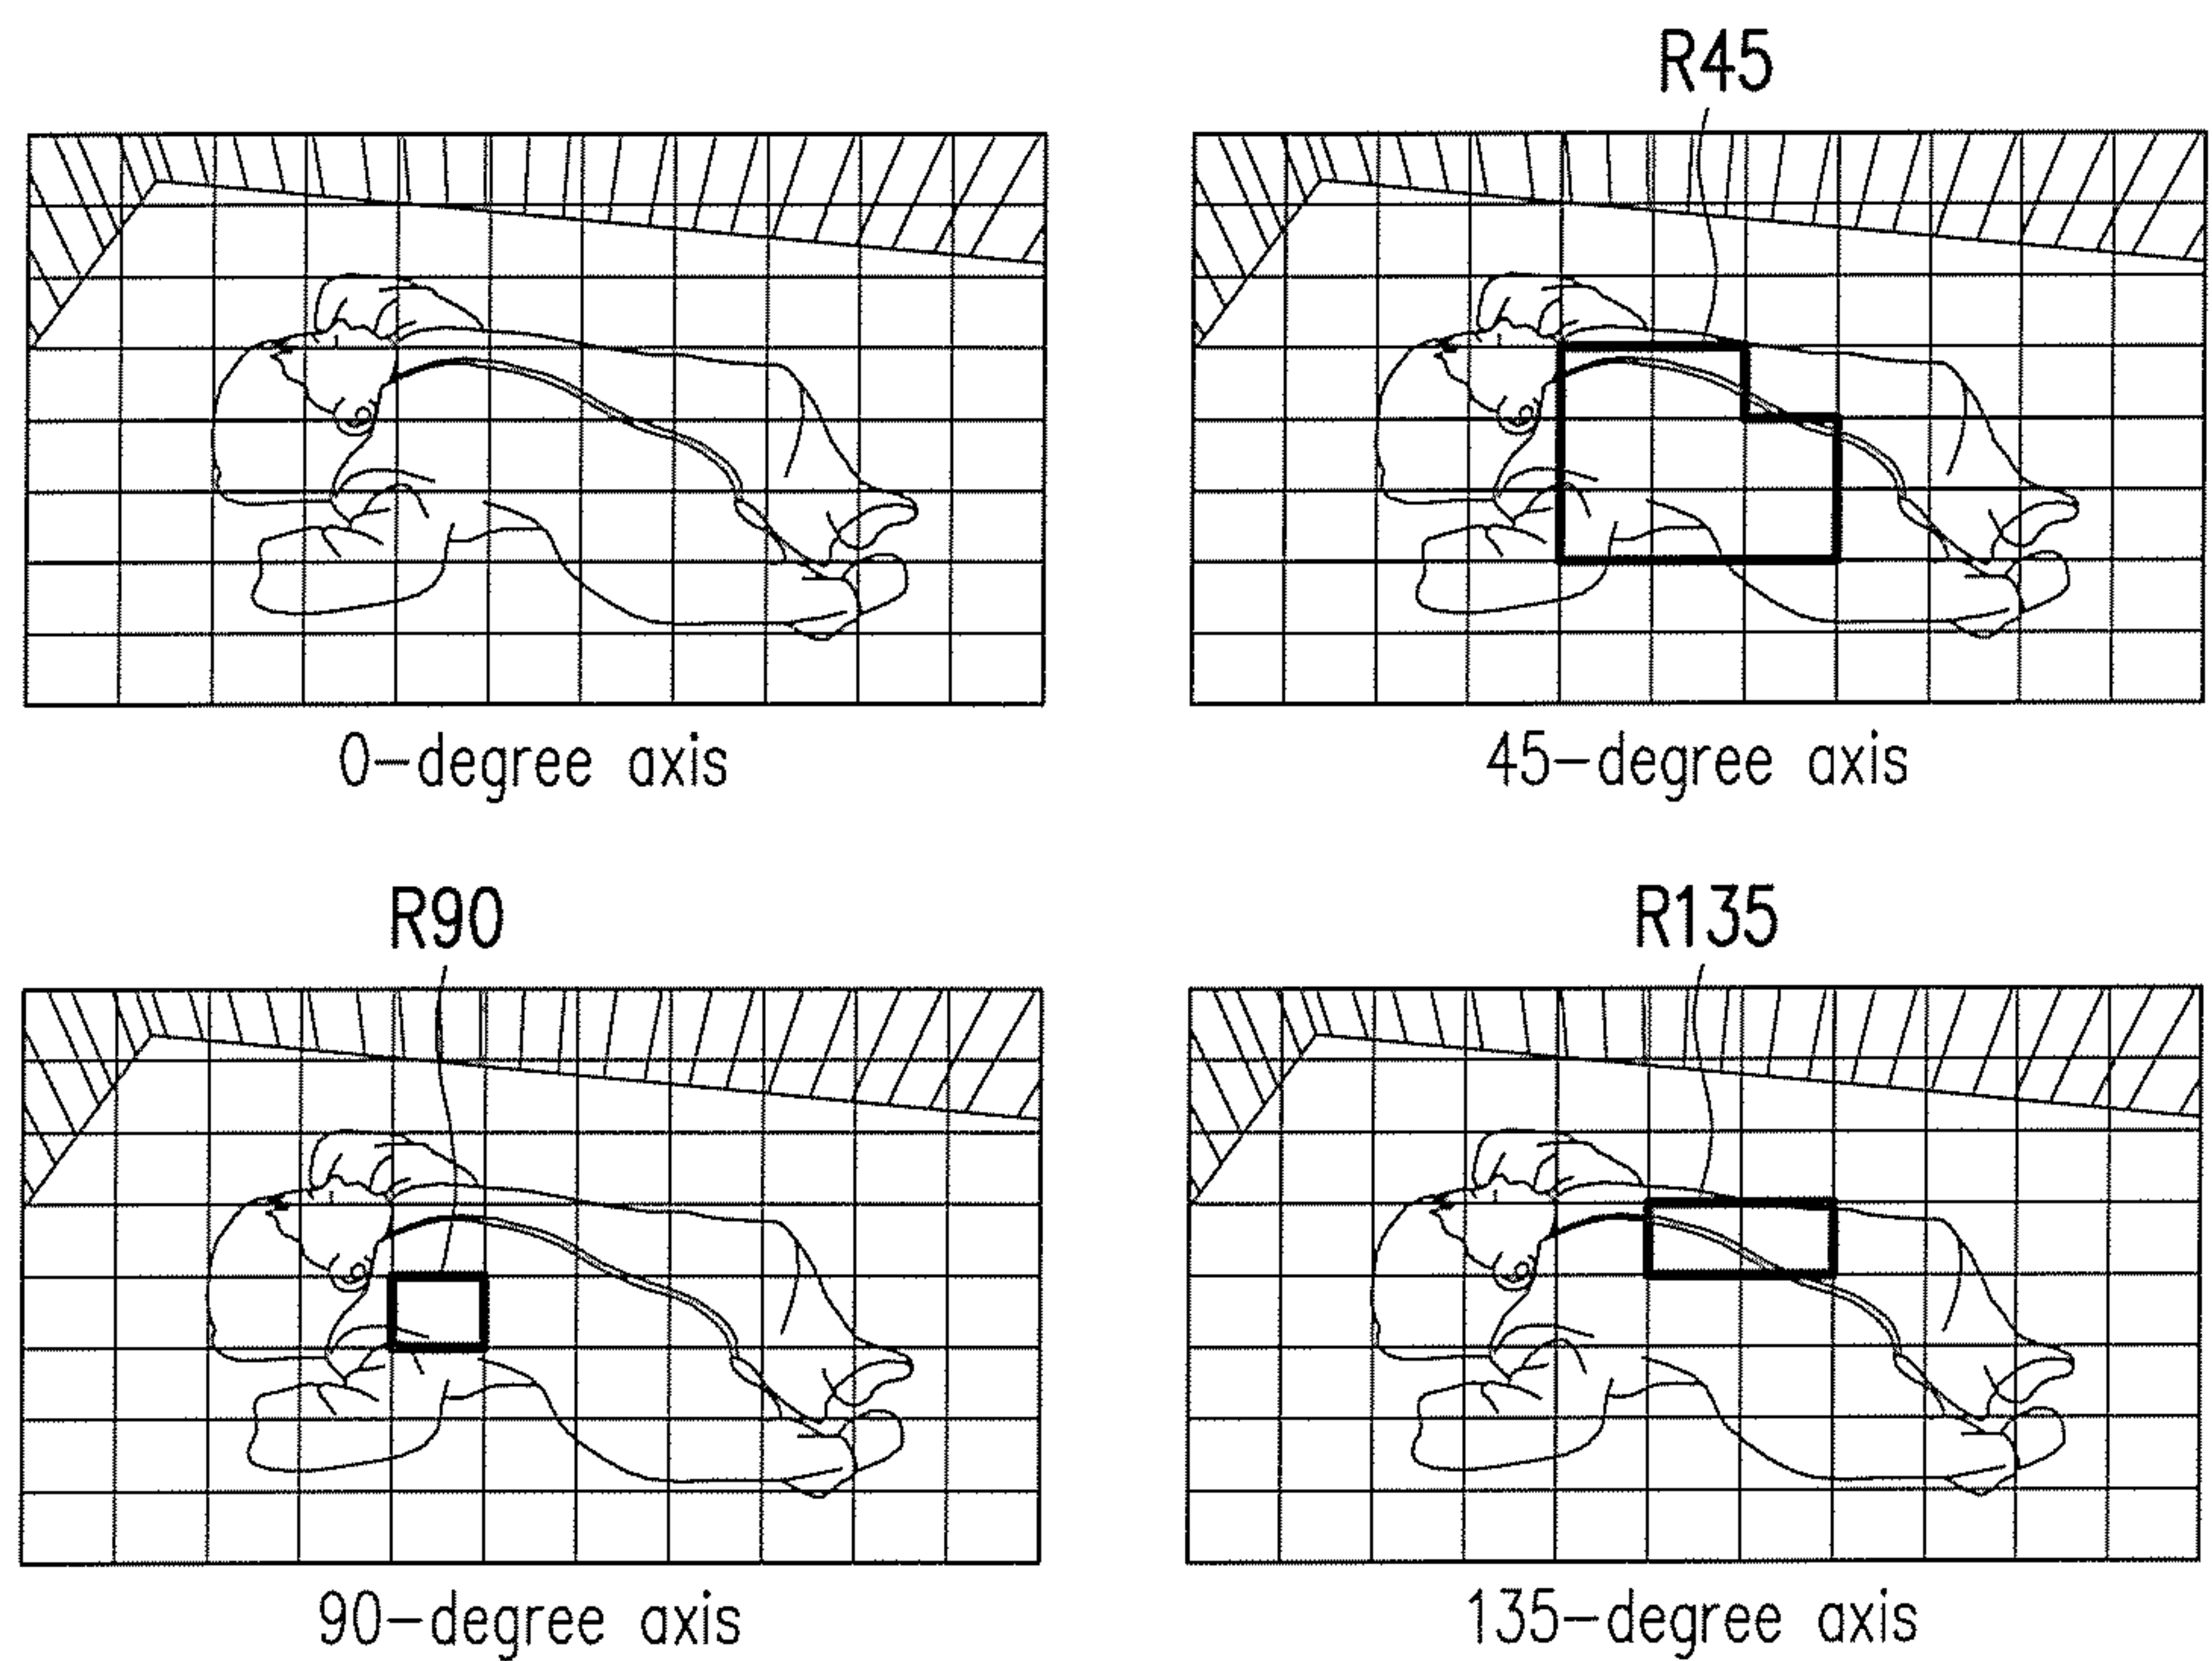 R45
0-degree axis
45-degree axis
R90
R135
90-degree axis
135-degree axis